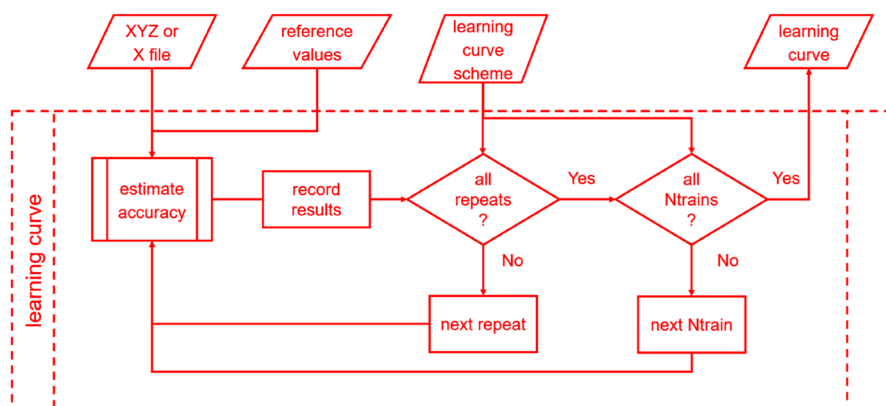 XYZ or
X file
reference
values
learning
curve
scheme
learning
curve
learning curve
estimate
accuracy
record
results
all
repeats
?
Yes
all
Ntrains
?
Yes
No
No
next repeat
next Ntrain